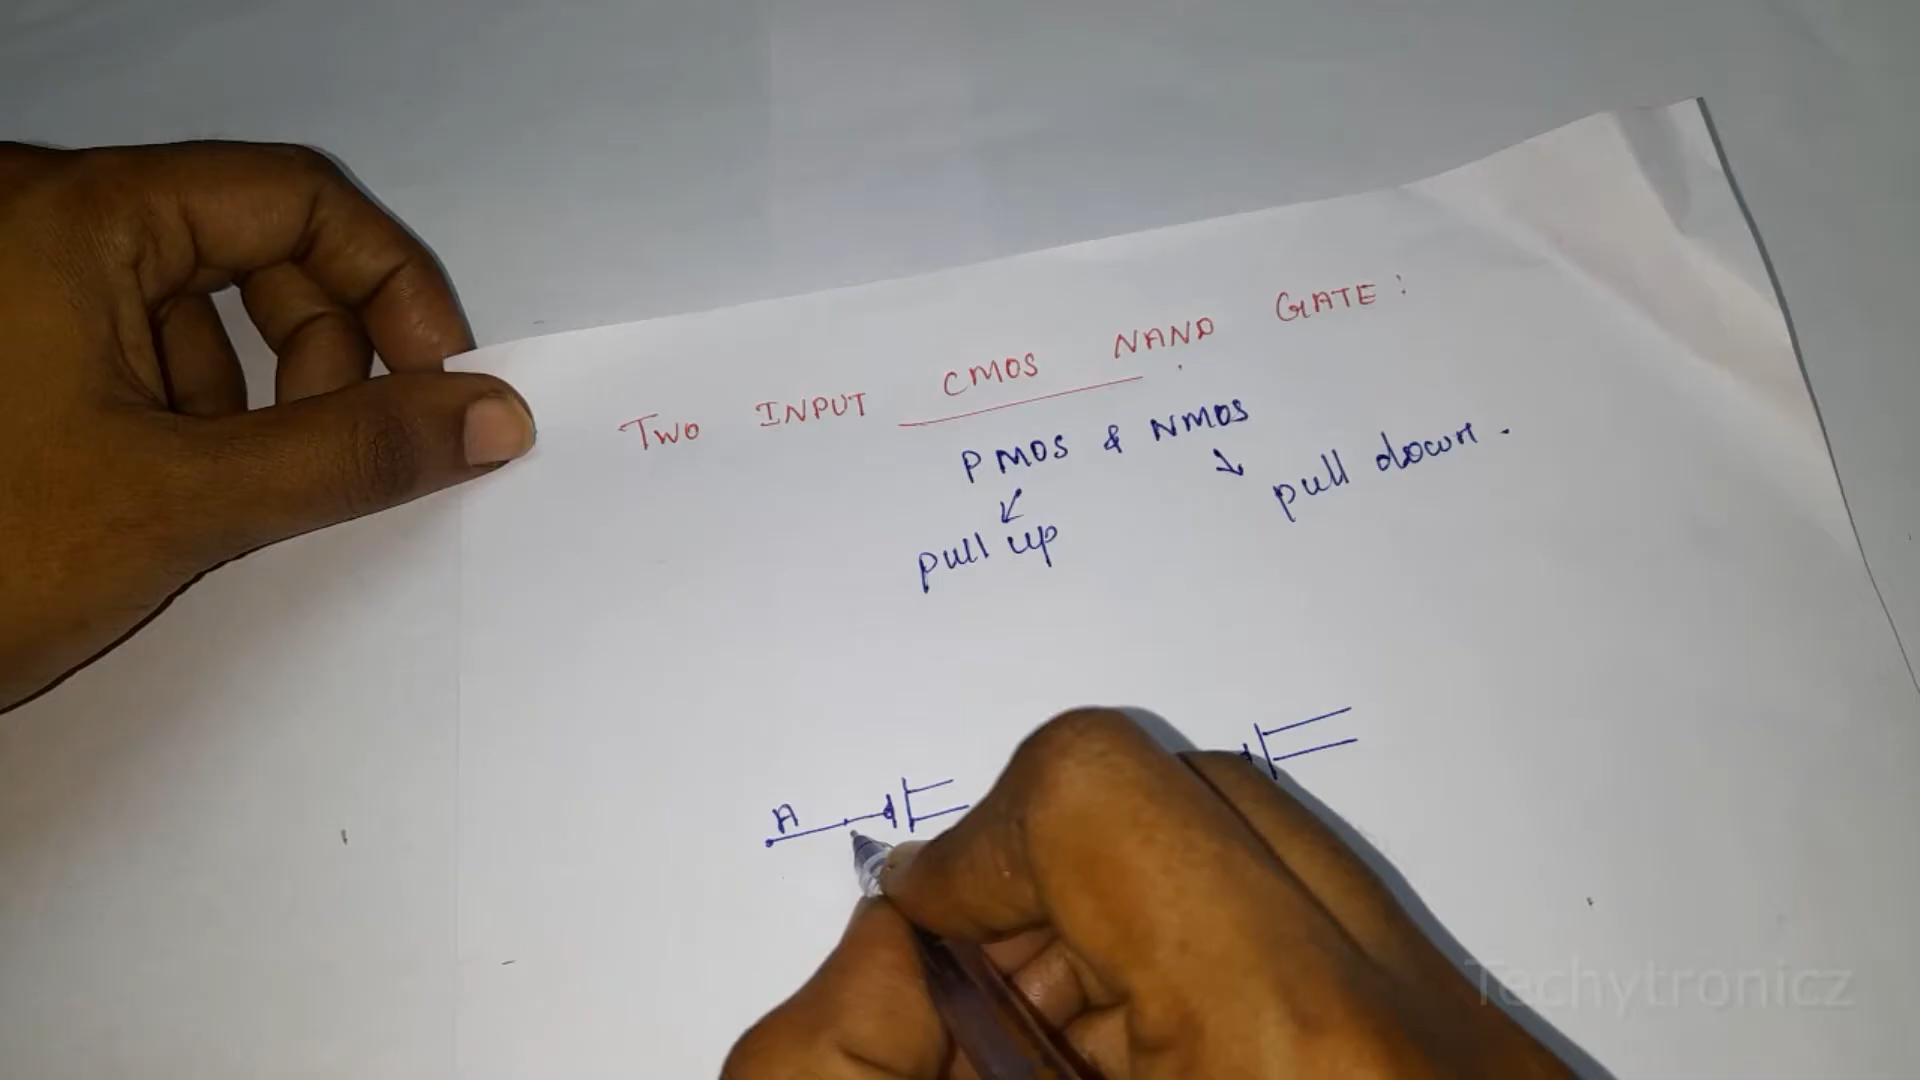 TWO INPUT CMOS NAND GATE:
PMOS & NMOS
pull up
pull down.
A
Techytronicz